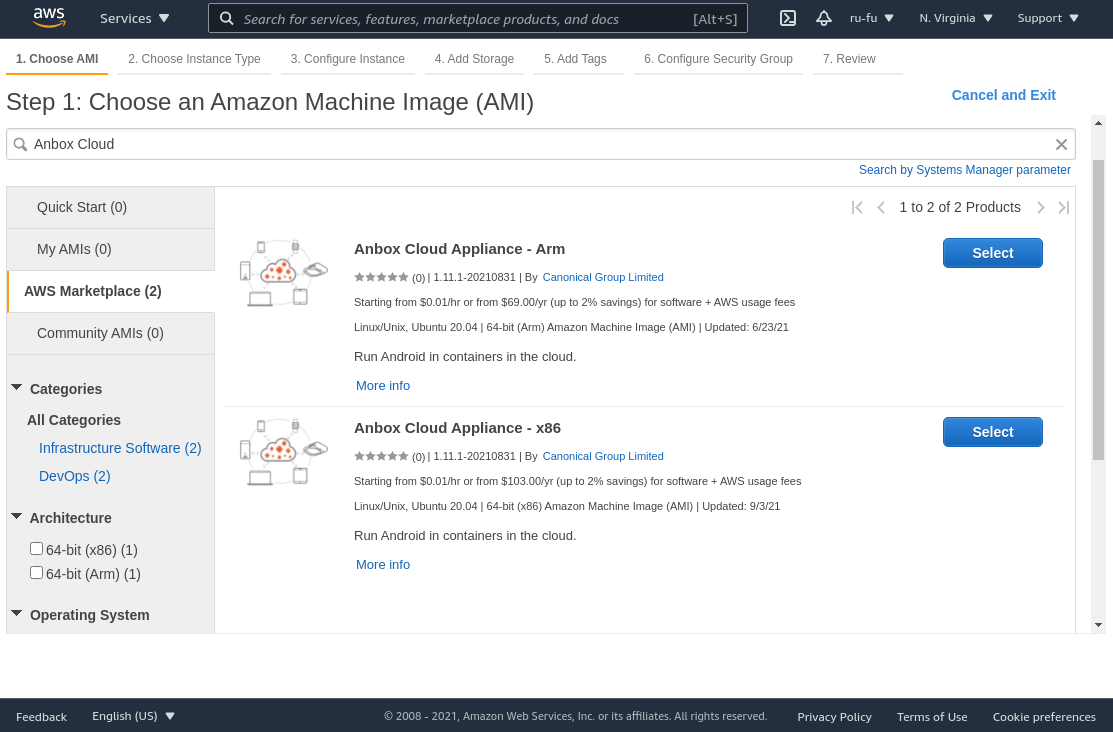 aws
Services
Search for services, features, marketplace products, and docs [Alt+S]
ru-fu
N. Virginia
Support
1. Choose AMI 2. Choose Instance Type 3. Configure Instance 4. Add Storage 5. Add Tags 6. Configure Security Group 7. Review
Step 1: Choose an Amazon Machine Image (AMI)
Cancel and Exit
Anbox Cloud
Search by Systems Manager parameter
Quick Start (0)
My AMIs (0)
AWS Marketplace (2)
Community AMIs (0)
Categories
All Categories
Infrastructure Software (2)
DevOps (2)
Architecture
64-bit (x86) (1)
64-bit (Arm) (1)
Operating System
1 to 2 of 2 Products
Anbox Cloud Appliance - Arm
Select
(0) | 1.11.1-20210831 | By Canonical Group Limited
Starting from $0.01/hr or from $69.00/yr (up to 2% savings) for software + AWS usage fees
Linux/Unix, Ubuntu 20.04 | 64-bit (Arm) Amazon Machine Image (AMI) | Updated: 6/23/21
Run Android in containers in the cloud.
More info
Anbox Cloud Appliance - x86
Select
(0) | 1.11.1-20210831 | By Canonical Group Limited
Starting from $0.01/hr or from $103.00/yr (up to 2% savings) for software + AWS usage fees
Linux/Unix, Ubuntu 20.04 | 64-bit (x86) Amazon Machine Image (AMI) | Updated: 9/3/21
Run Android in containers in the cloud.
More info
Feedback
English (US)
© 2008 - 2021, Amazon Web Services, Inc. or its affiliates. All rights reserved.
Privacy Policy
Terms of Use
Cookie preferences